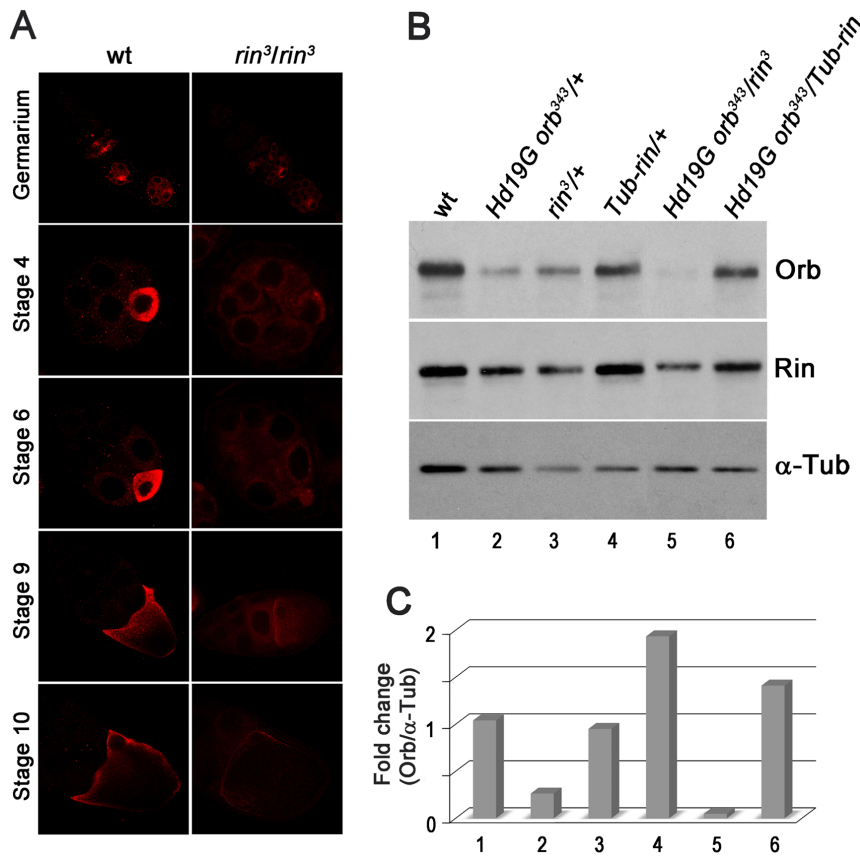 A
wt
rin³/rin³
Germarium
Stage 4
Stage 6
Stage 9
Stage 10
B
wt
Hd19G orb³⁴³/+
rin³/+
Tub-rin/+
Hd19G orb³⁴³/rin³
Hd19G orb³⁴³/Tub-rin
Orb
Rin
α-Tub
1 2 3 4 5 6
C
Fold change
(Orb/α-Tub)
2
1
0
1 2 3 4 5 6